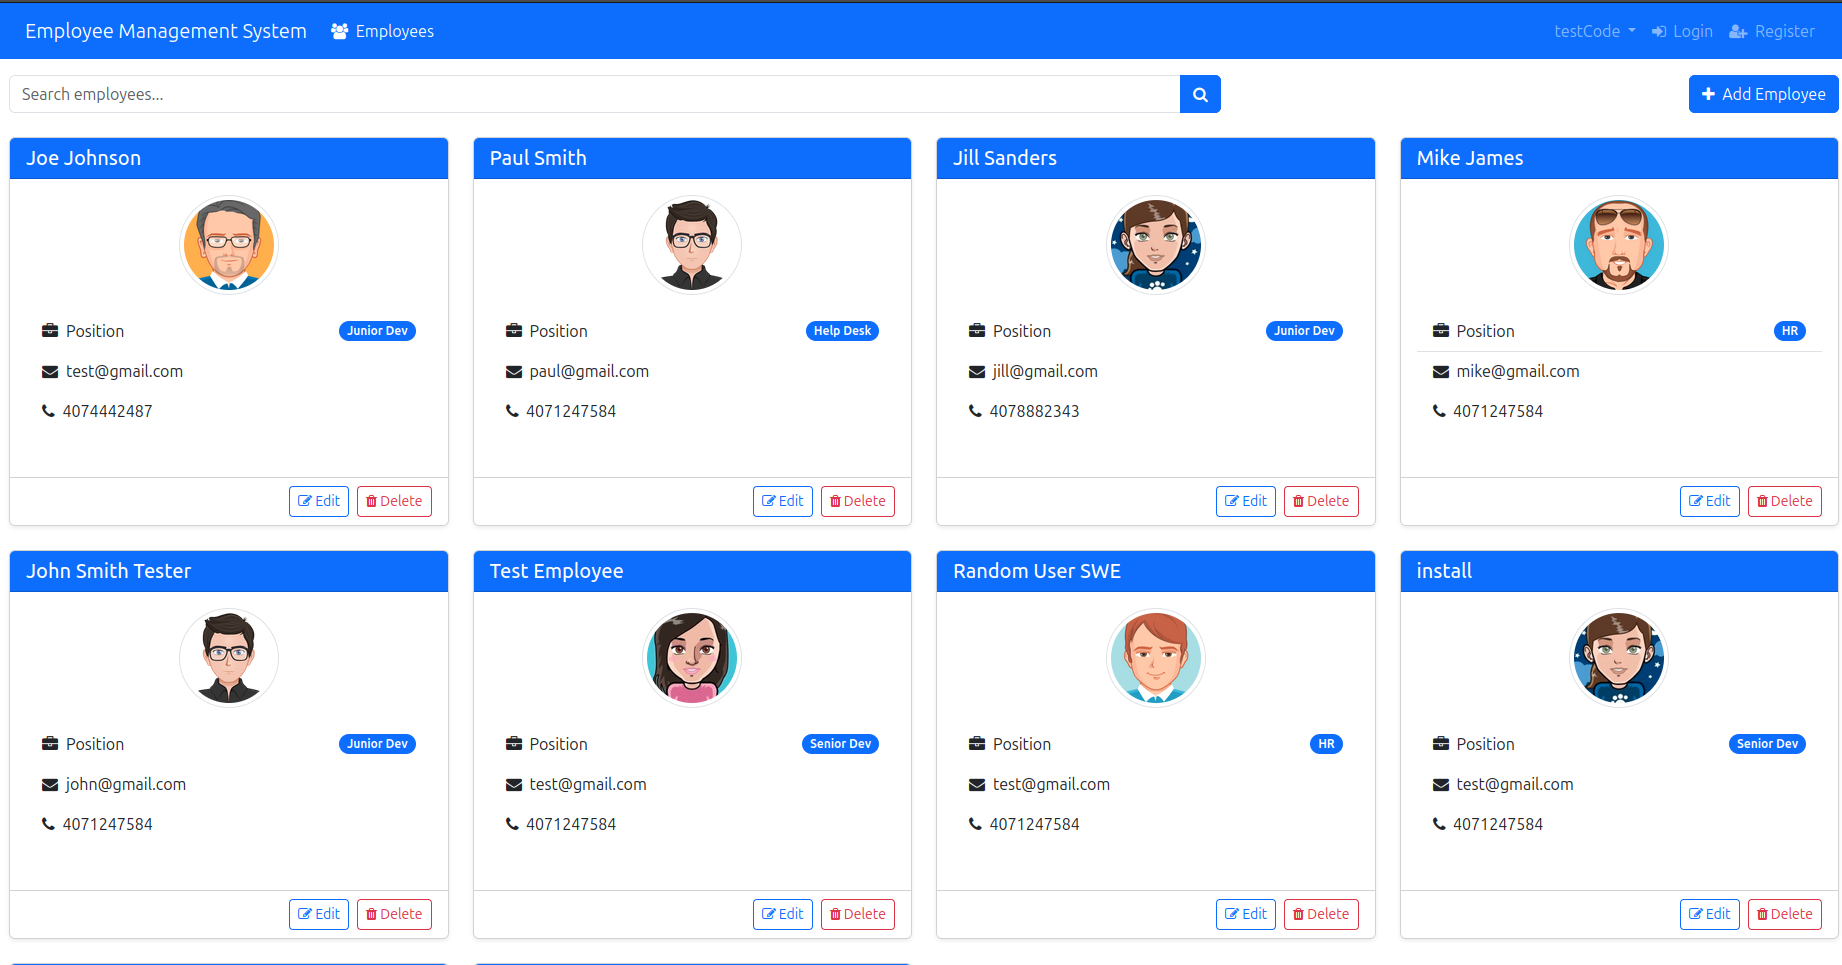 Employee Management System Employees testCode Login Register
Search employees... Add Employee
Joe Johnson
Position Junior Dev
test@gmail.com
4074442487
Edit Delete
Paul Smith
Position Help Desk
paul@gmail.com
4071247584
Edit Delete
Jill Sanders
Position Junior Dev
jill@gmail.com
4078882343
Edit Delete
Mike James
Position HR
mike@gmail.com
4071247584
Edit Delete
John Smith Tester
Position Junior Dev
john@gmail.com
4071247584
Edit Delete
Test Employee
Position Senior Dev
test@gmail.com
4071247584
Edit Delete
Random User SWE
Position HR
test@gmail.com
4071247584
Edit Delete
install
Position Senior Dev
test@gmail.com
4071247584
Edit Delete